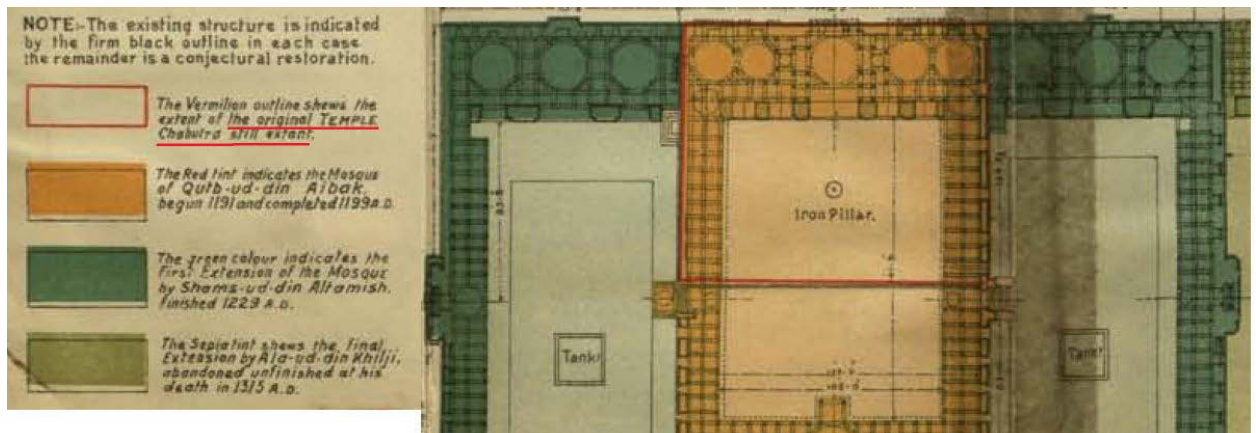 NOTE:- The existing structure is indicated
by the firm black outline in each case
the remainder is a conjectural restoration.
The Vermilion outline shews the
extent of the original TEMPLE
Chabutra still extant.
The Red tint indicates the Mosque
of Qutb-ud-din Aibak,
begun 1191 and completed 1199 A.D.
The green colour indicates the
First Extension of the Mosque
by Shams-ud-din Altamish.
finished 1229 A.D.
The Sepia tint shews the final
Extension by Ala-ud-din Khilji,
abandoned unfinished at his
death in 1315 A.D.
Iron Pillar.
Tank
Tank